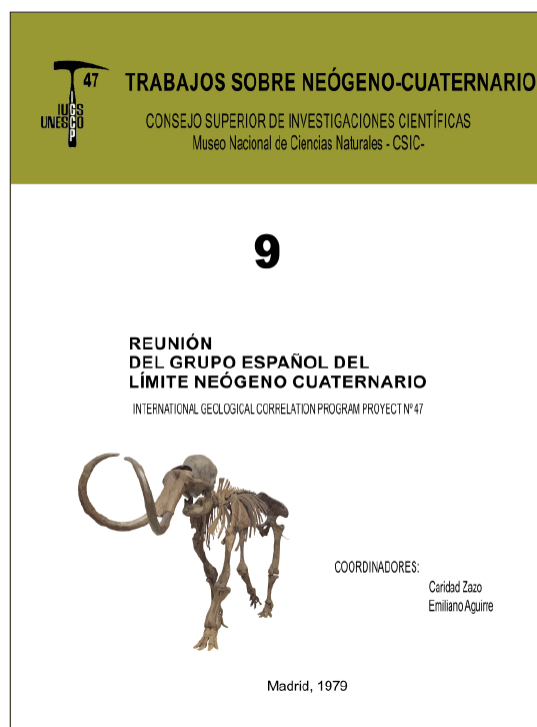 47
IUGS
UNESCO
IGCP
TRABAJOS SOBRE NEÓGENO-CUATERNARIO
CONSEJO SUPERIOR DE INVESTIGACIONES CIENTÍFICAS
Museo Nacional de Ciencias Naturales - CSIC-
9
REUNIÓN
DEL GRUPO ESPAÑOL DEL
LÍMITE NEÓGENO CUATERNARIO
INTERNATIONAL GEOLOGICAL CORRELATION PROGRAM PROYECT Nº 47
COORDINADORES:
Caridad Zazo
Emiliano Aguirre
Madrid, 1979